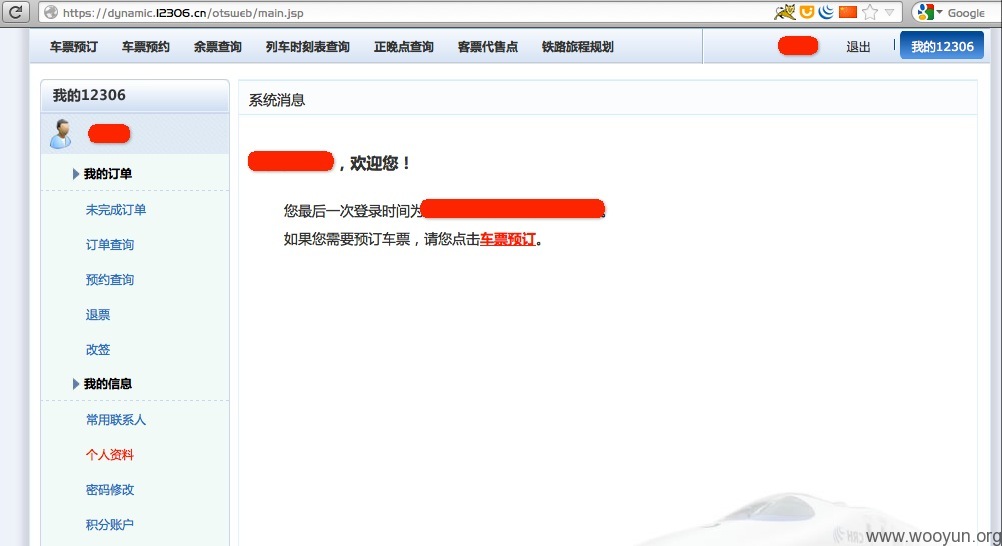 https://dynamic.12306.cn/otsweb/main.jsp
Google
车票预订 车票预约 余票查询 列车时刻表查询 正晚点查询 客票代售点 铁路旅程规划 退出 | 我的12306
我的12306
我的订单
未完成订单
订单查询
预约查询
退票
改签
我的信息
常用联系人
个人资料
密码修改
积分账户
系统消息
，欢迎您！
您最后一次登录时间为。
如果您需要预订车票，请您点击车票预订。
CRH
www.wooyun.org